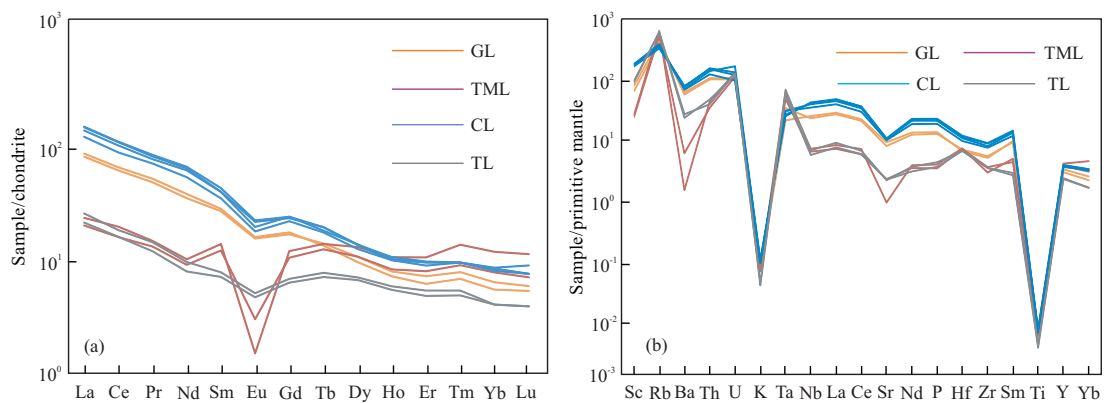 10³
10²
10¹
10⁰
Sample/chondrite
GL
TML
CL
TL
(a)
La Ce Pr Nd Sm Eu Gd Tb Dy Ho Er Tm Yb Lu
10³
10²
10¹
10⁰
10⁻¹
10⁻²
10⁻³
Sample/primitive mantle
GL TML
CL TL
(b)
Sc Rb Ba Th U K Ta Nb La Ce Sr Nd P Hf Zr Sm Ti Y Yb